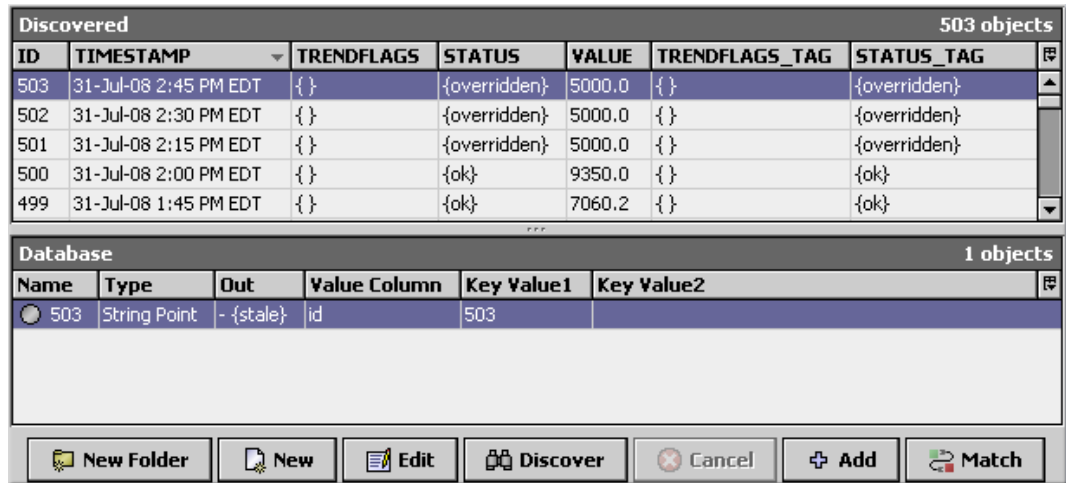 Discovered 503 objects
ID TIMESTAMP TRENDFLAGS STATUS VALUE TRENDFLAGS_TAG STATUS_TAG
503 31-Jul-08 2:45 PM EDT { } {overridden} 5000.0 { } {overridden}
502 31-Jul-08 2:30 PM EDT { } {overridden} 5000.0 { } {overridden}
501 31-Jul-08 2:15 PM EDT { } {overridden} 5000.0 { } {overridden}
500 31-Jul-08 2:00 PM EDT { } {ok} 9350.0 { } {ok}
499 31-Jul-08 1:45 PM EDT { } {ok} 7060.2 { } {ok}
Database 1 objects
Name Type Out Value Column Key Value1 Key Value2
503 String Point - {stale} id 503
New Folder New Edit Discover Cancel Add Match